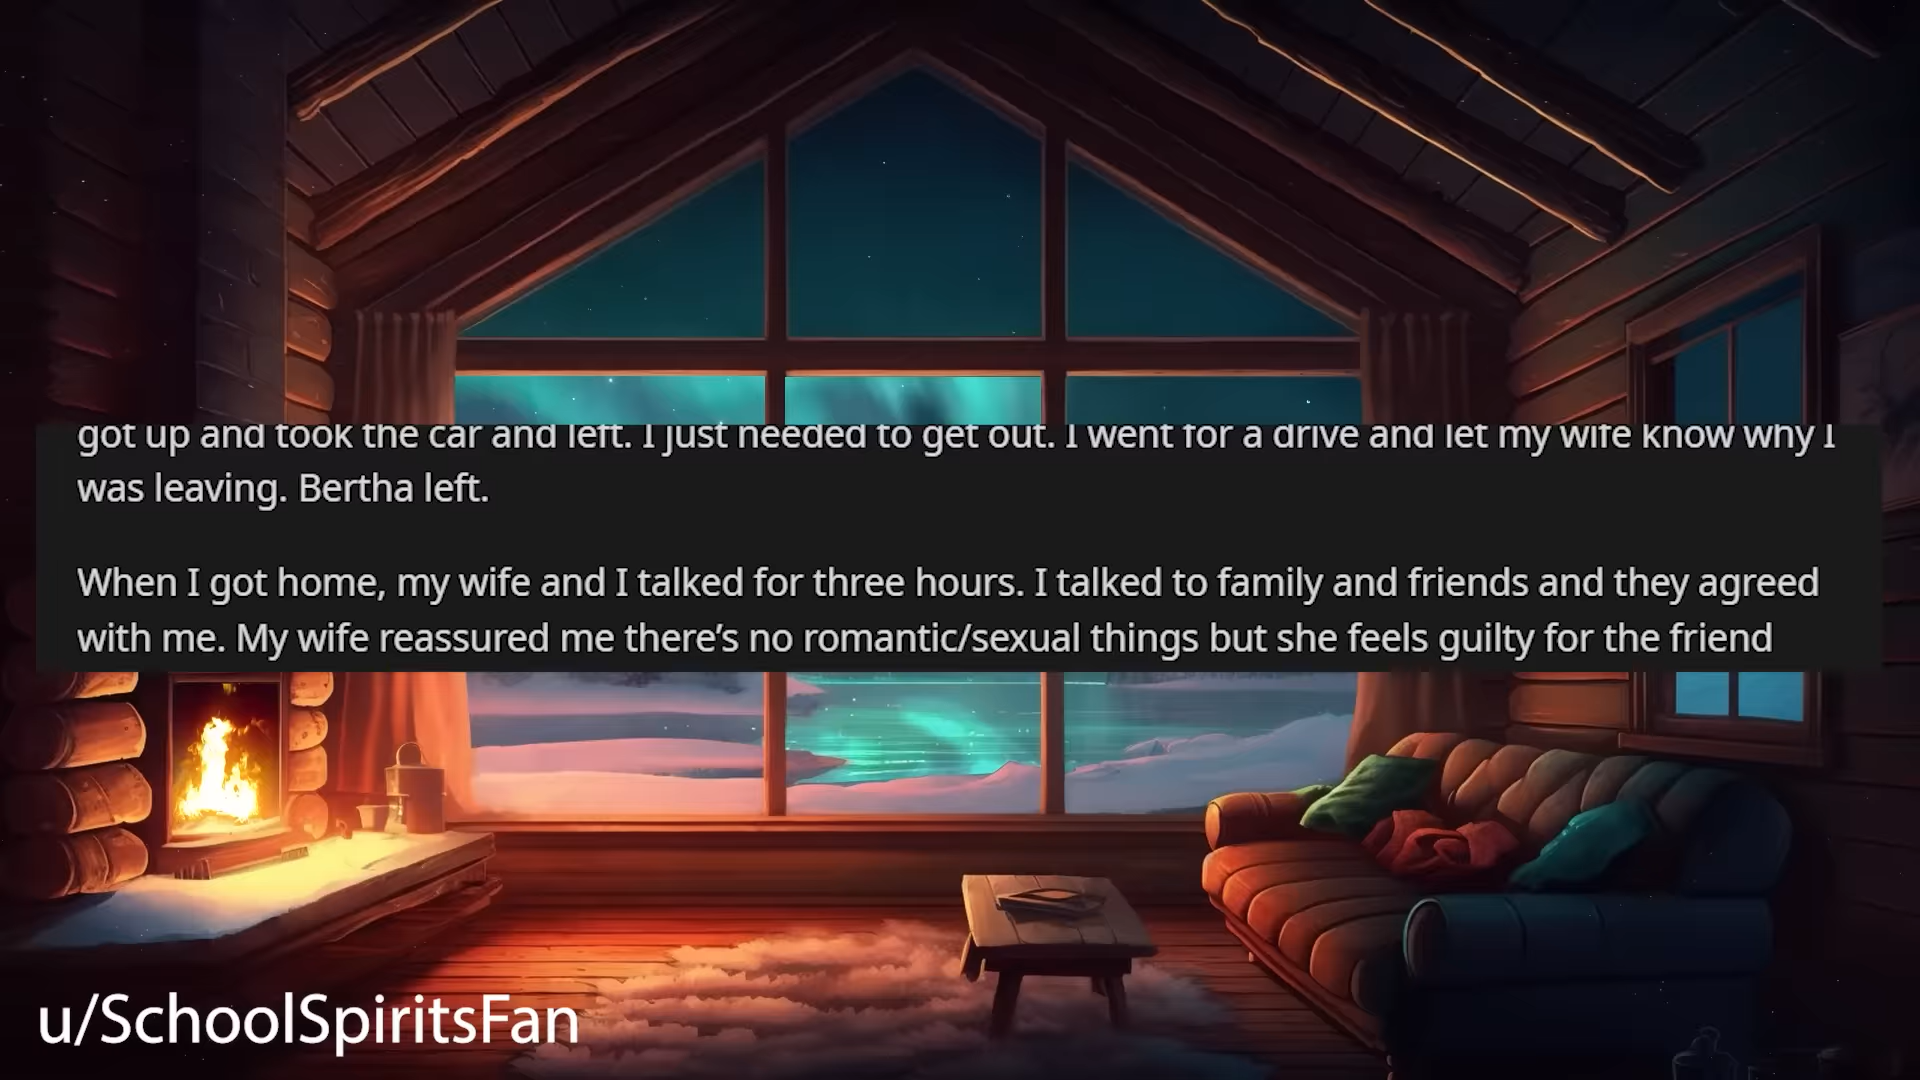 got up and took the car and left. I just needed to get out. I went for a drive and let my wife know why I
was leaving. Bertha left.
When I got home, my wife and I talked for three hours. I talked to family and friends and they agreed
with me. My wife reassured me there’s no romantic/sexual things but she feels guilty for the friend
u/SchoolSpiritsFan